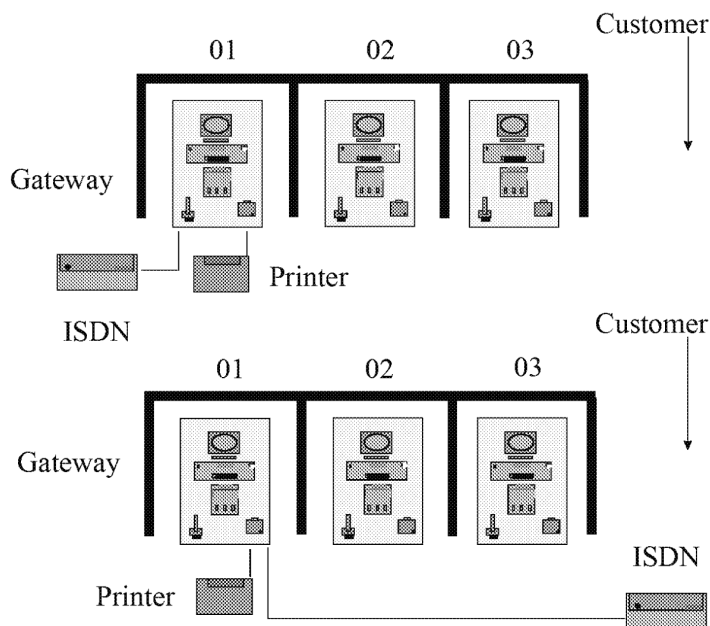 Customer
01 02 03
Gateway
Printer
ISDN
Customer
01 02 03
Gateway
ISDN
Printer